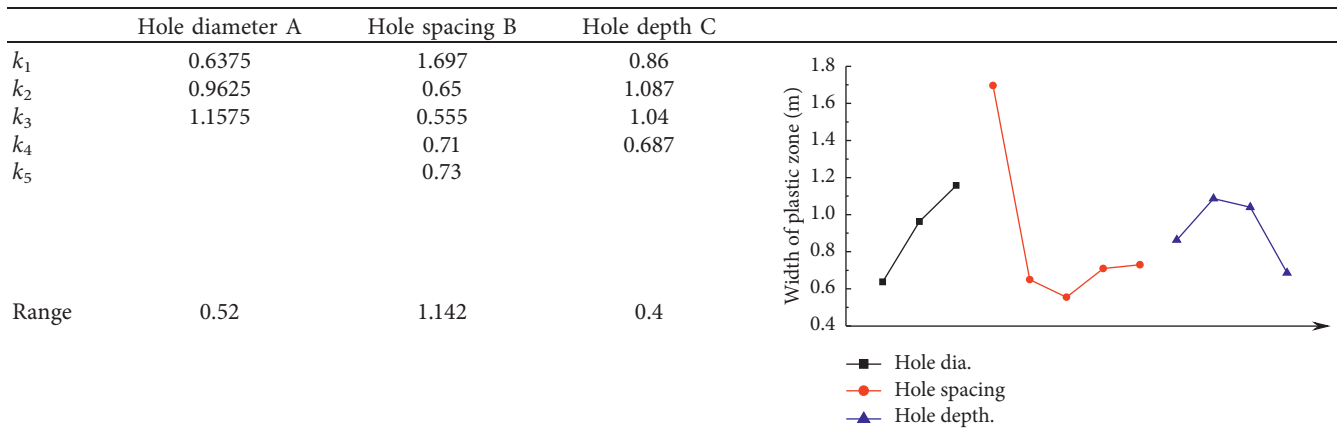 Hole diameter A Hole spacing B Hole depth C
k1 0.6375 1.697 0.86
k2 0.9625 0.65 1.087
k3 1.1575 0.555 1.04
k4 0.71 0.687
k5 0.73
Range 0.52 1.142 0.4
Width of plastic zone (m)
1.8
1.6
1.4
1.2
1.0
0.8
0.6
0.4
Hole dia.
Hole spacing
Hole depth.